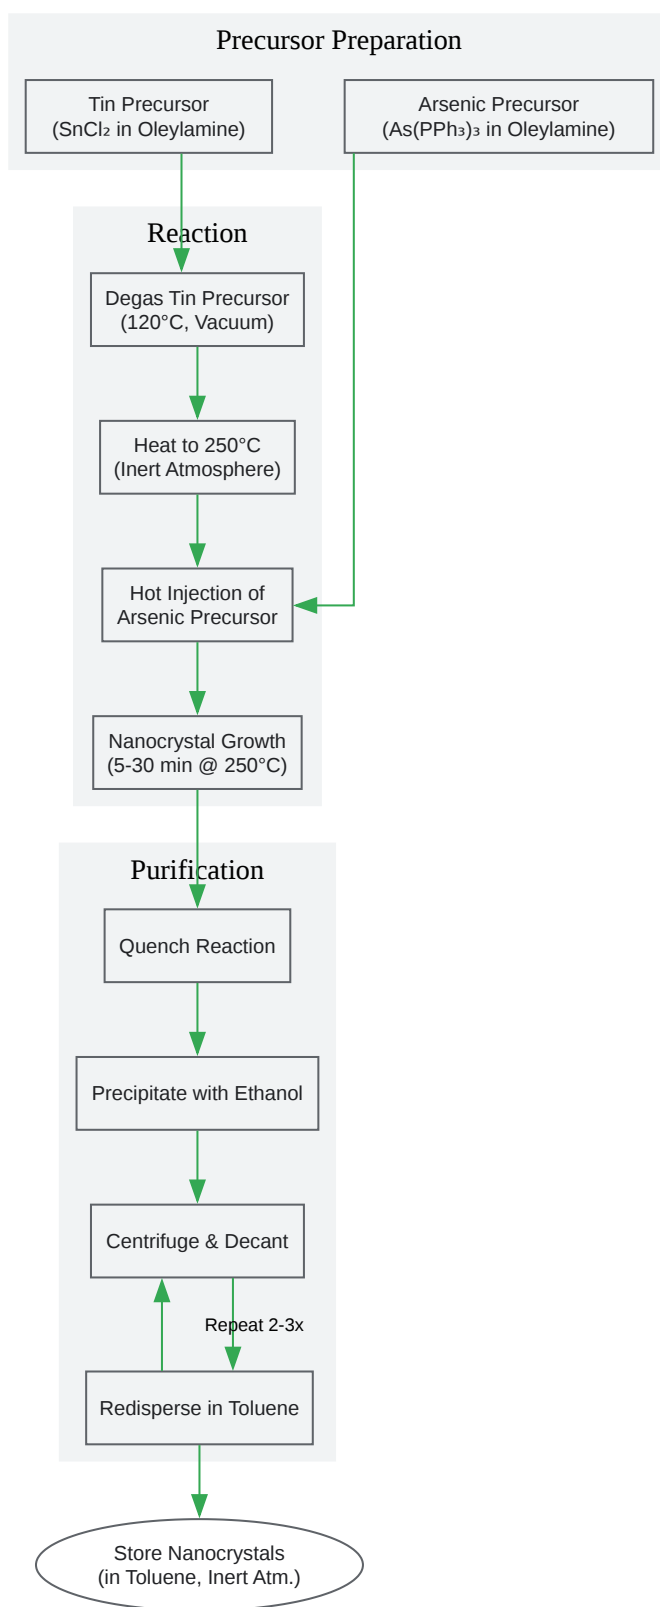 Precursor Preparation
Tin Precursor
(SnCl₂ in Oleylamine)
Arsenic Precursor
(As(PPh₃)₃ in Oleylamine)
Reaction
Degas Tin Precursor
(120°C, Vacuum)
Heat to 250°C
(Inert Atmosphere)
Hot Injection of
Arsenic Precursor
Nanocrystal Growth
(5-30 min @ 250°C)
Purification
Quench Reaction
Precipitate with Ethanol
Centrifuge & Decant
Repeat 2-3x
Redisperse in Toluene
Store Nanocrystals
(in Toluene, Inert Atm.)